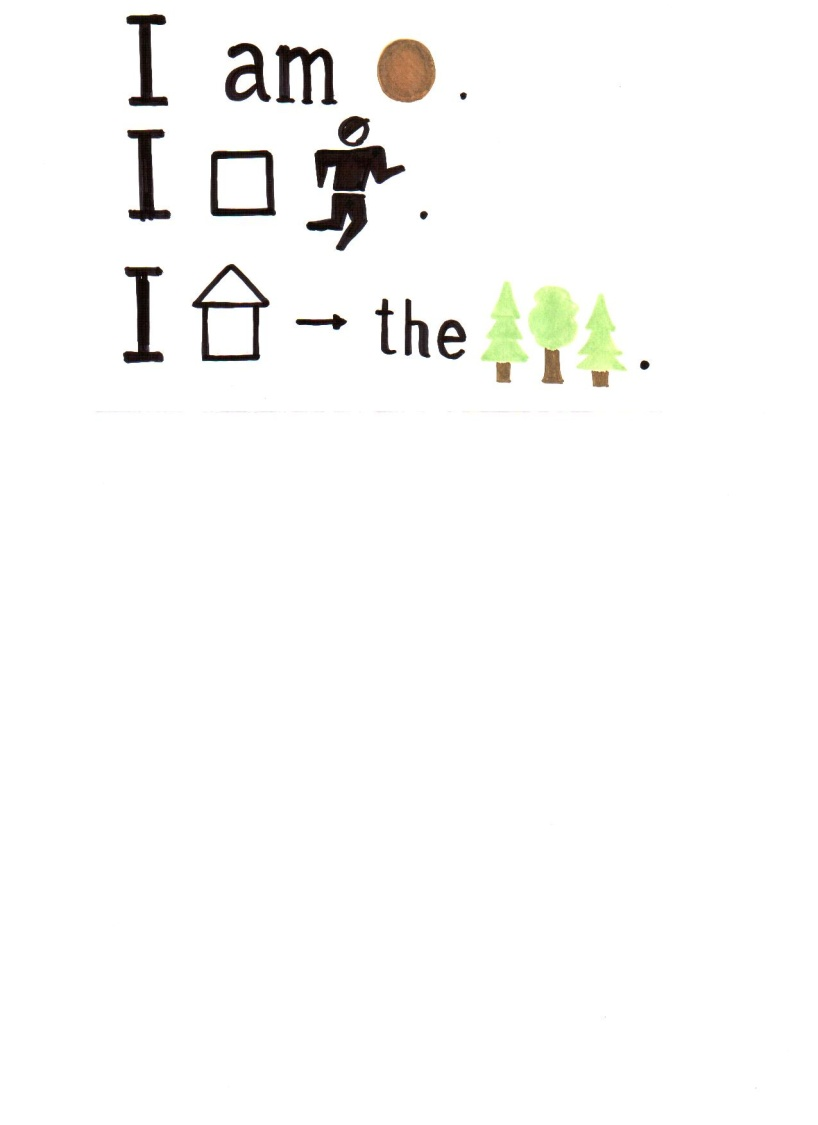 I am .
I .
I → the .